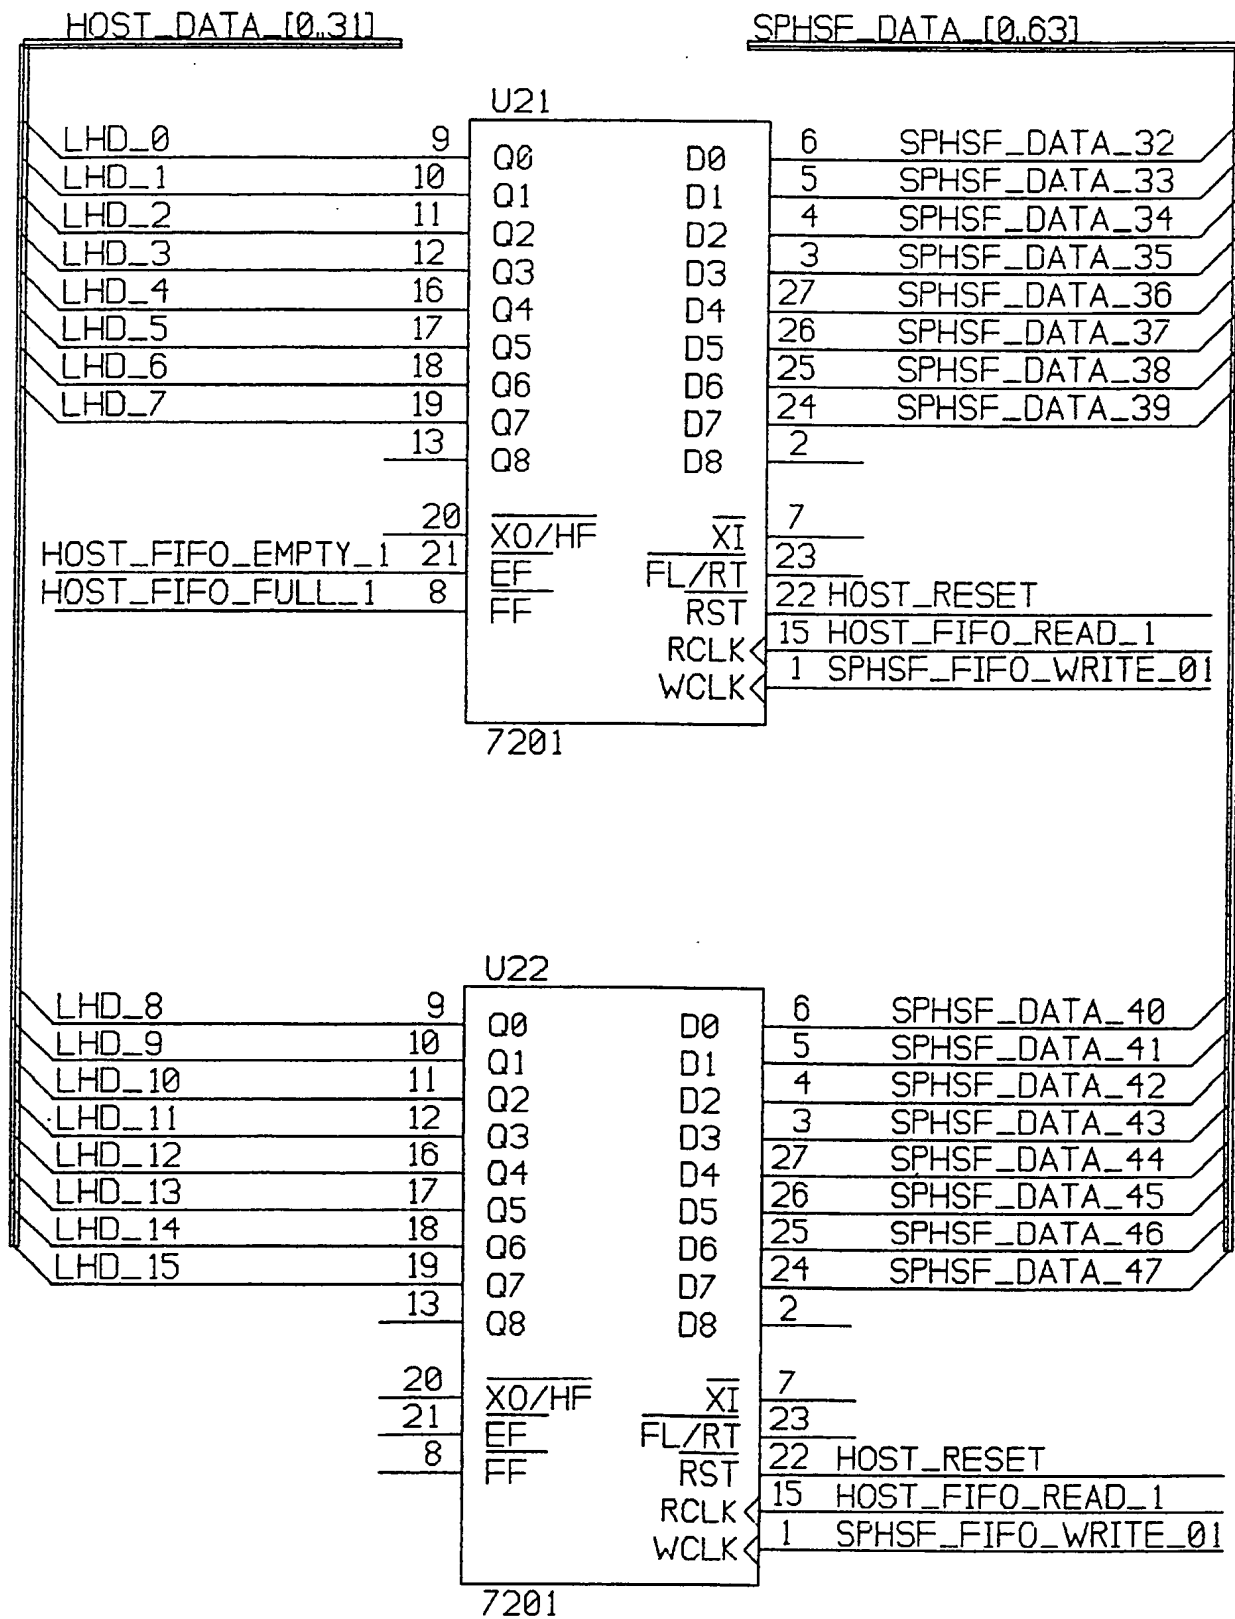 HOST_DATA_[0..31] SPHSF_DATA_[0..63]
U21
LHD_0 9 Q0 D0 6 SPHSF_DATA_32
LHD_1 10 Q1 D1 5 SPHSF_DATA_33
LHD_2 11 Q2 D2 4 SPHSF_DATA_34
LHD_3 12 Q3 D3 3 SPHSF_DATA_35
LHD_4 16 Q4 D4 27 SPHSF_DATA_36
LHD_5 17 Q5 D5 26 SPHSF_DATA_37
LHD_6 18 Q6 D6 25 SPHSF_DATA_38
LHD_7 19 Q7 D7 24 SPHSF_DATA_39
13 Q8 D8 2
20 XO/HF XI 7
HOST_FIFO_EMPTY_1 21 EF FL/RT 23
HOST_FIFO_FULL_1 8 FF RST 22 HOST_RESET
RCLK 15 HOST_FIFO_READ_1
WCLK 1 SPHSF_FIFO_WRITE_01
7201
U22
LHD_8 9 Q0 D0 6 SPHSF_DATA_40
LHD_9 10 Q1 D1 5 SPHSF_DATA_41
LHD_10 11 Q2 D2 4 SPHSF_DATA_42
LHD_11 12 Q3 D3 3 SPHSF_DATA_43
LHD_12 16 Q4 D4 27 SPHSF_DATA_44
LHD_13 17 Q5 D5 26 SPHSF_DATA_45
LHD_14 18 Q6 D6 25 SPHSF_DATA_46
LHD_15 19 Q7 D7 24 SPHSF_DATA_47
13 Q8 D8 2
20 XO/HF XI 7
21 EF FL/RT 23
8 FF RST 22 HOST_RESET
RCLK 15 HOST_FIFO_READ_1
WCLK 1 SPHSF_FIFO_WRITE_01
7201